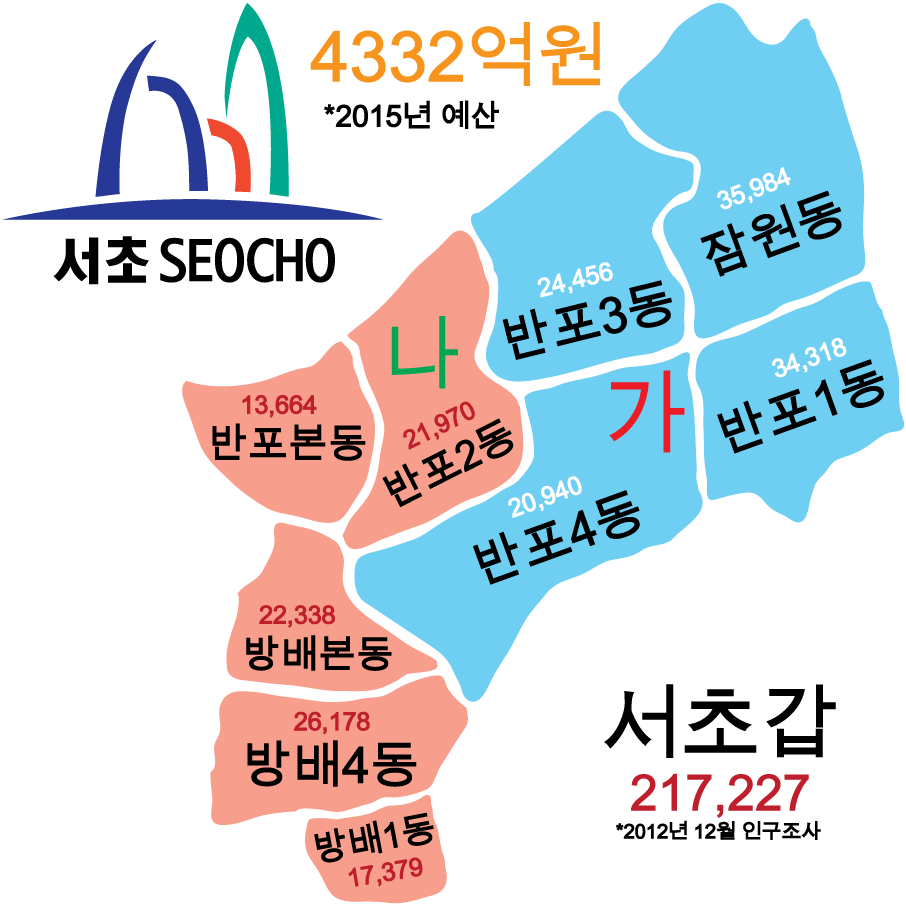 4332억원
*2015년 예산
서초 SEOCHO
35,984
잠원동
24,456
반포3동
34,318
반포1동
나
가
13,664
반포본동
21,970
반포2동
20,940
반포4동
22,338
방배본동
26,178
방배4동
방배1동
17,379
서초갑
217,227
*2012년 12월 인구조사